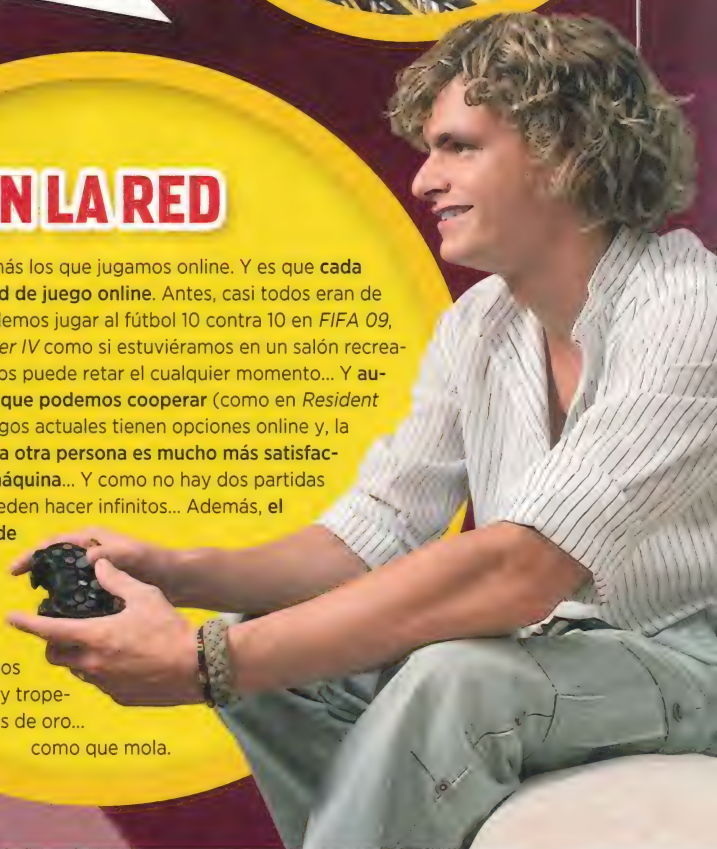 N LA RED
más los que jugamos online. Y es que cada
d de juego online. Antes, casi todos eran de
demos jugar al fútbol 10 contra 10 en FIFA 09,
er IV como si estuviéramos en un salón recrea-
os puede retar el cualquier momento... Y au-
que podemos cooperar (como en Resident
gos actuales tienen opciones online y, la
a otra persona es mucho más satisfac-
náquina... Y como no hay dos partidas
eden hacer infinitos... Además, el
de
os
y trope-
s de oro...
como que mola.